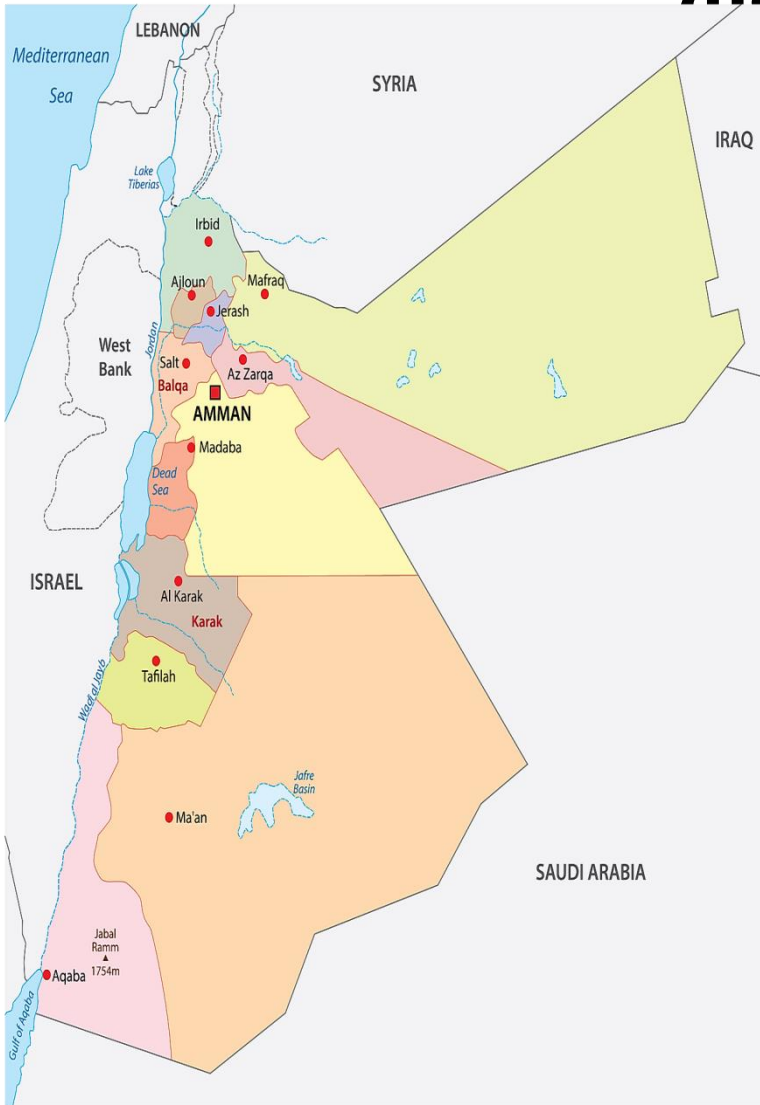 LEBANON
Mediterranean
Sea
SYRIA
IRAQ
Lake
Tiberias
Irbid
Ajloun
Mafraq
Jerash
Jordan
West
Bank
Salt
Balqa
Az Zarqa
AMMAN
Madaba
Dead
Sea
ISRAEL
Al Karak
Karak
Tafilah
Wadi al Jayb
Jafre
Basin
Ma'an
SAUDI ARABIA
Jabal
Ramm
1754m
Aqaba
Gulf of Aqaba